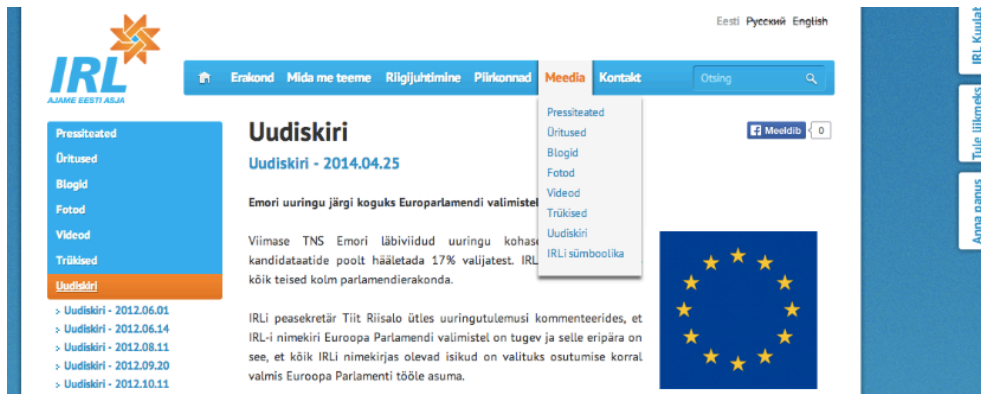 Eesti Русский English
IRL
AJAME EESTI ASJA
Erakond Mida me teeme Riigijuhtimine Piirkonnad Meedia Kontakt Otsing
Pressiteated
Üritused
Blogid
Fotod
Videod
Trükised
Uudiskiri
IRLi sümboolika
Pressiteated
Üritused
Blogid
Fotod
Videod
Trükised
Uudiskiri
> Uudiskiri - 2012.06.01
> Uudiskiri - 2012.06.14
> Uudiskiri - 2012.08.11
> Uudiskiri - 2012.09.20
> Uudiskiri - 2012.10.11
Uudiskiri
Meeldib 0
Uudiskiri - 2014.04.25
Emori uuringu järgi koguks Europarlamendi valimistel
Viimase TNS Emori läbiviidud uuringu
kandidataatide poolt hääletada 17% valijatest. IRL
kõik teised kolm parlamendierakonda.
IRLi peasekretär Tiit Riisalo ütles uuringutulemusi kommenteerides, et
IRL-i nimekiri Euroopa Parlamendi valimistel on tugev ja selle eripära on
see, et kõik IRLi nimekirjas olevad isikud on valituks osutumise korral
valmis Euroopa Parlamenti tööle asuma.
IRL Kuulab
Tule liikmeks
Anna panus